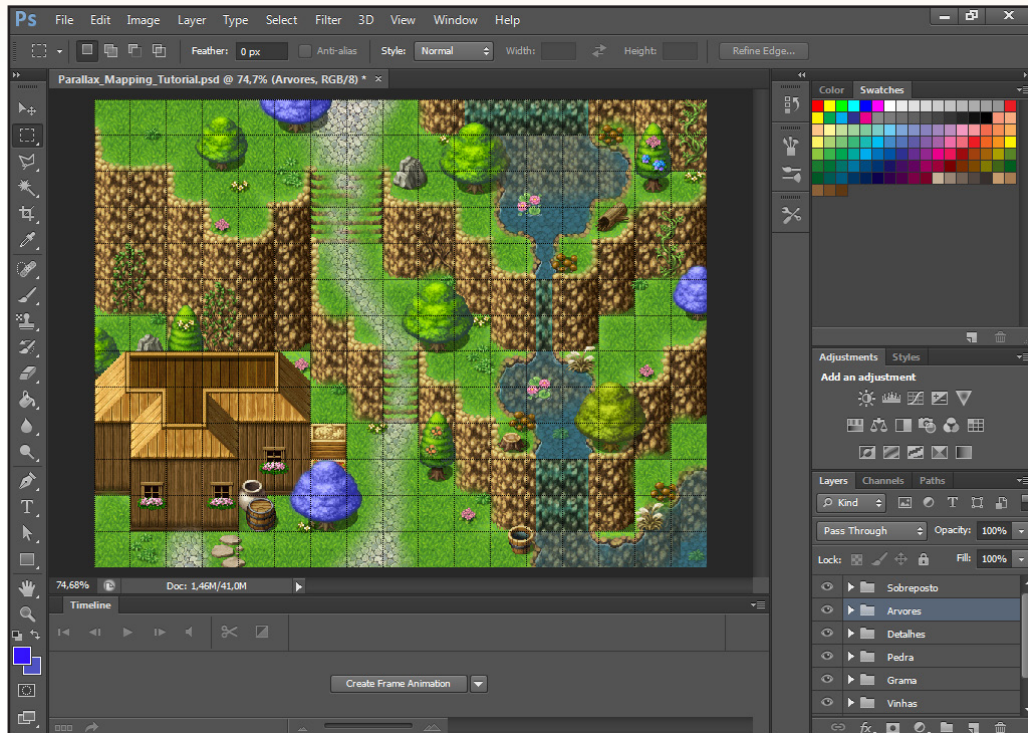 Ps File Edit Image Layer Type Select Filter 3D View Window Help
Feather: 0 px Anti-alias Style: Normal Width: Height: Refine Edge...
Parallax_Mapping_Tutorial.psd @ 74,7% (Arvores, RGB/8) * ×
Color Swatches
Adjustments Styles
Add an adjustment
Layers Channels Paths
Kind
Pass Through Opacity: 100%
Lock: Fill: 100%
Sobreposto
Arvores
Detalhes
Pedra
Grama
Vinhas
74,68% Doc: 1,46M/41,0M
Timeline
Create Frame Animation